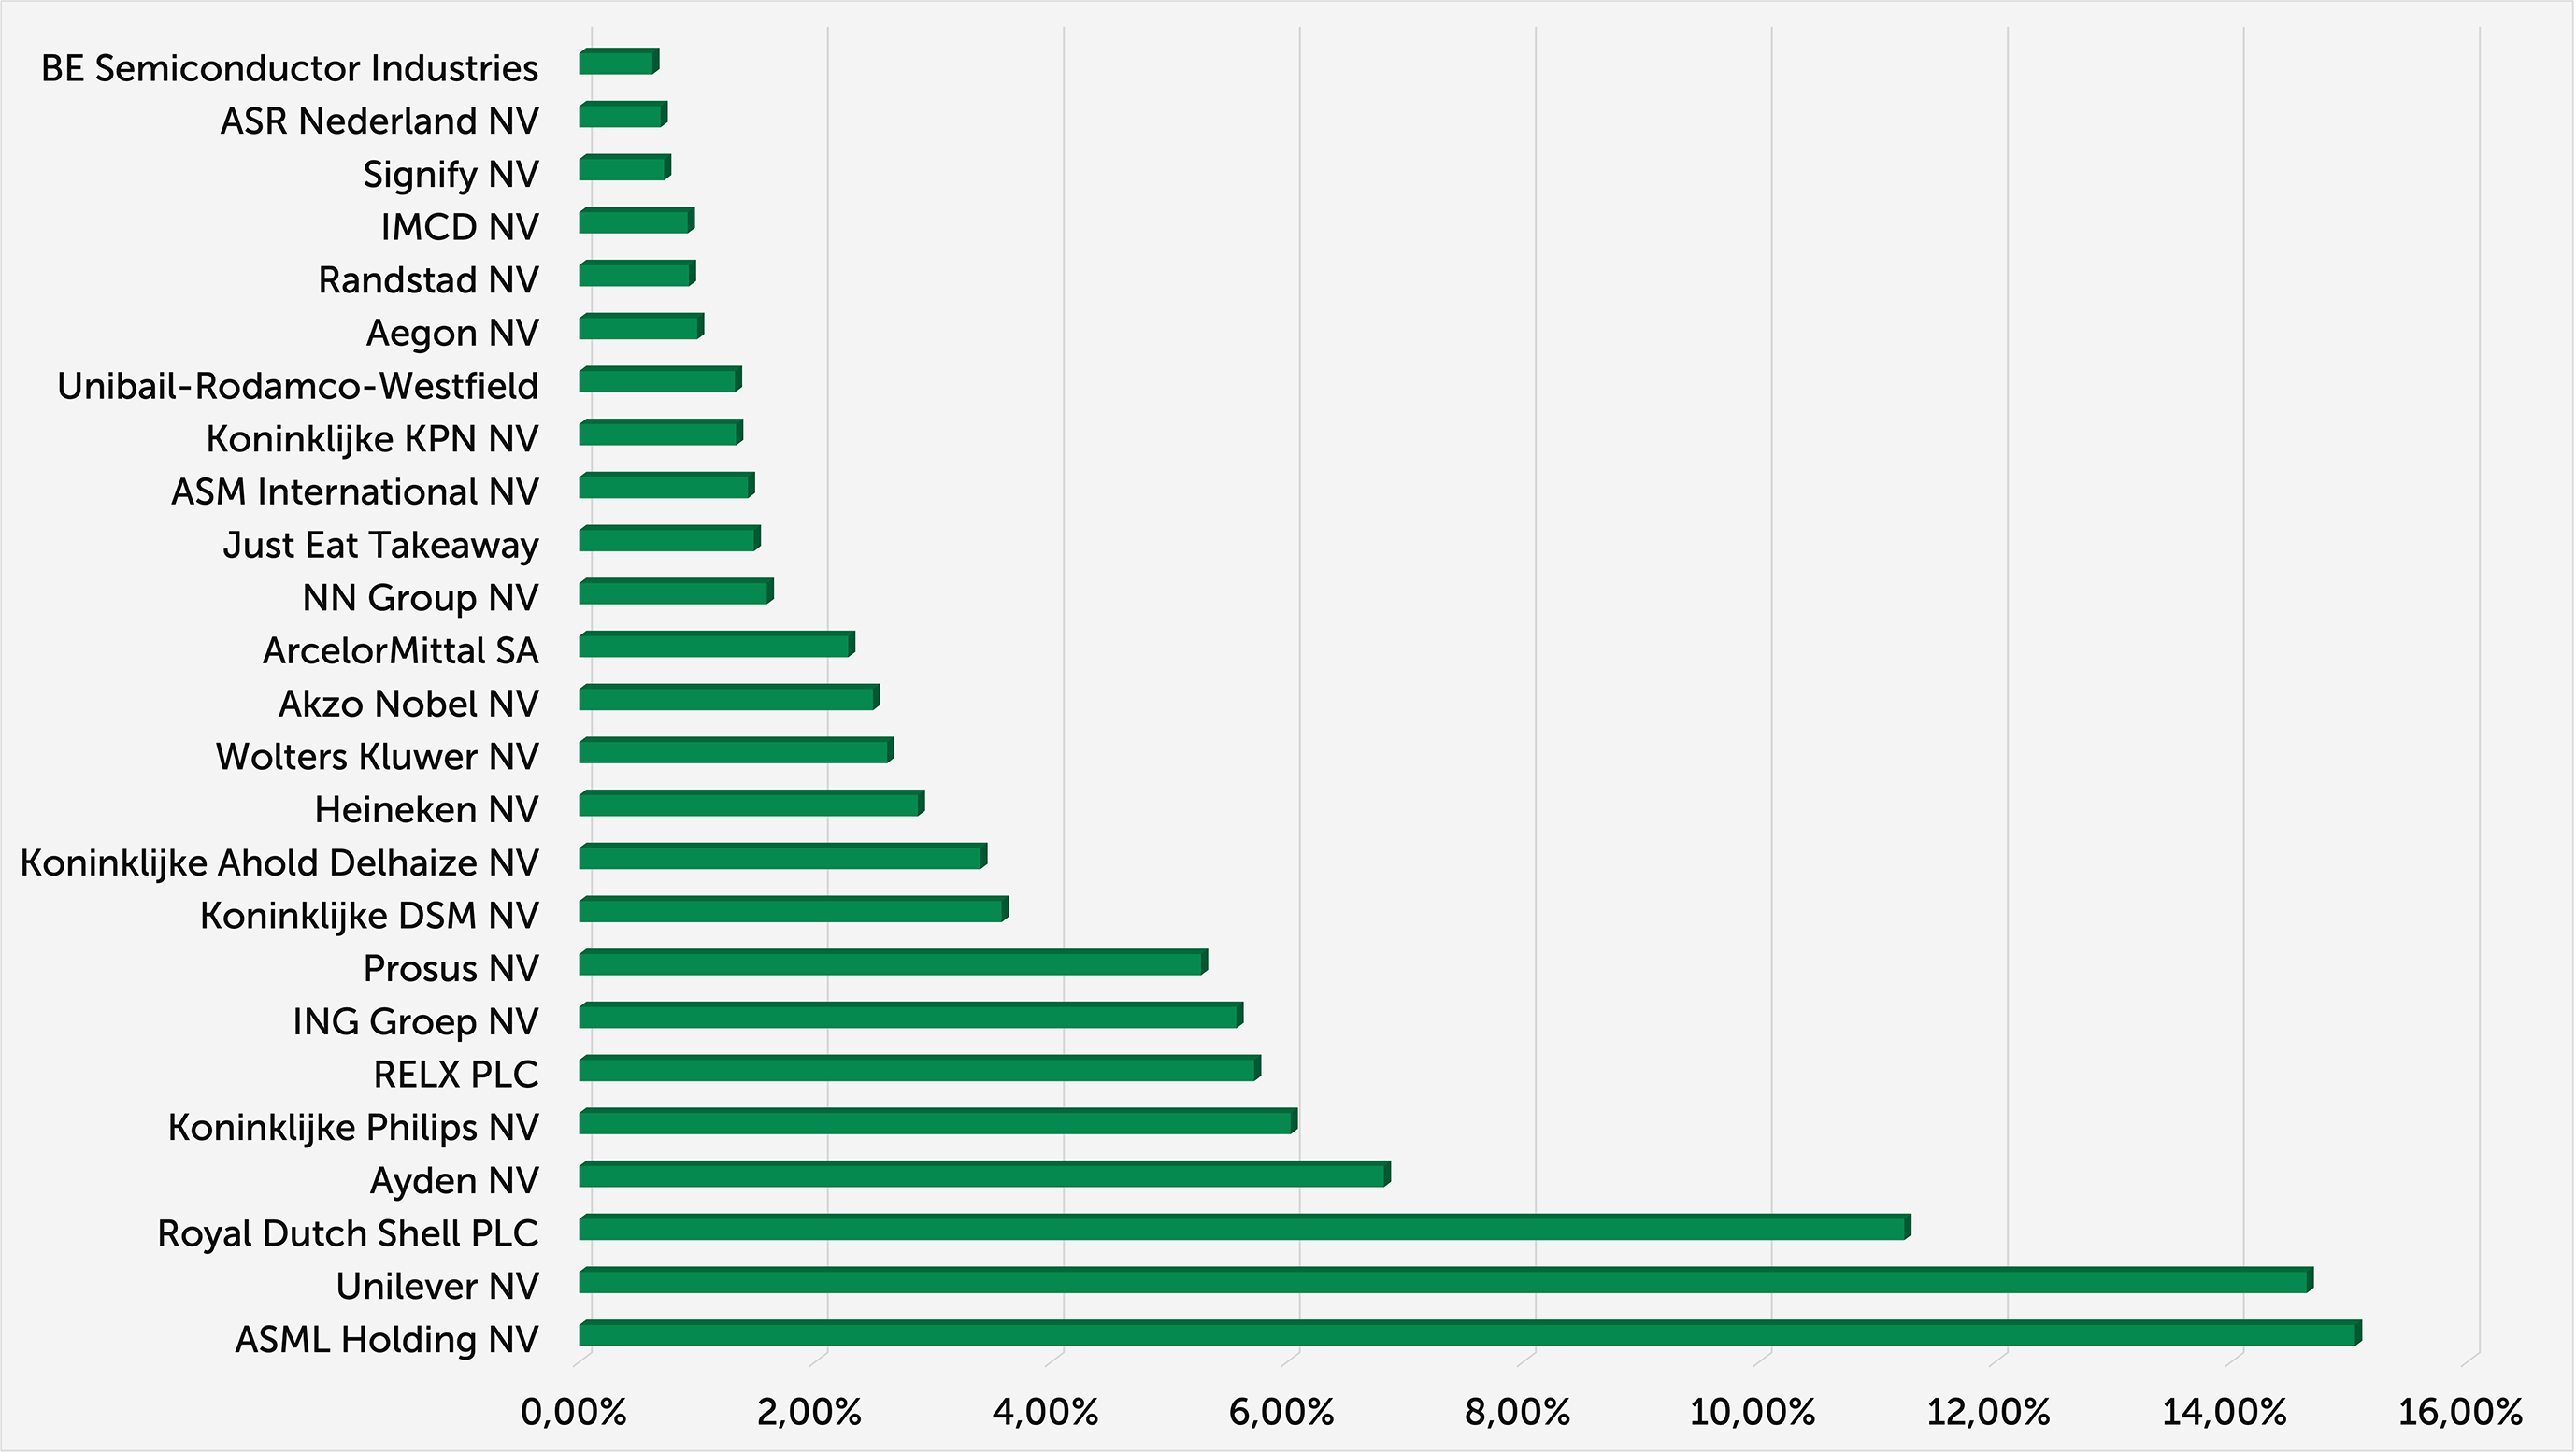 BE Semiconductor Industries
ASR Nederland NV
Signify NV
IMCD NV
Randstad NV
Aegon NV
Unibail-Rodamco-Westfield
Koninklijke KPN NV
ASM International NV
Just Eat Takeaway
NN Group NV
ArcelorMittal SA
Akzo Nobel NV
Wolters Kluwer NV
Heineken NV
Koninklijke Ahold Delhaize NV
Koninklijke DSM NV
Prosus NV
ING Groep NV
RELX PLC
Koninklijke Philips NV
Ayden NV
Royal Dutch Shell PLC
Unilever NV
ASML Holding NV
0,00% 2,00% 4,00% 6,00% 8,00% 10,00% 12,00% 14,00% 16,00%